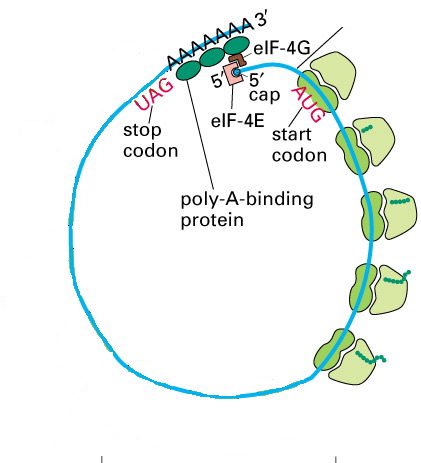 AAAAAAA 3′
eIF-4G
5′ 5′
cap
UAG
AUG
eIF-4E
stop
codon
start
codon
poly-A-binding
protein